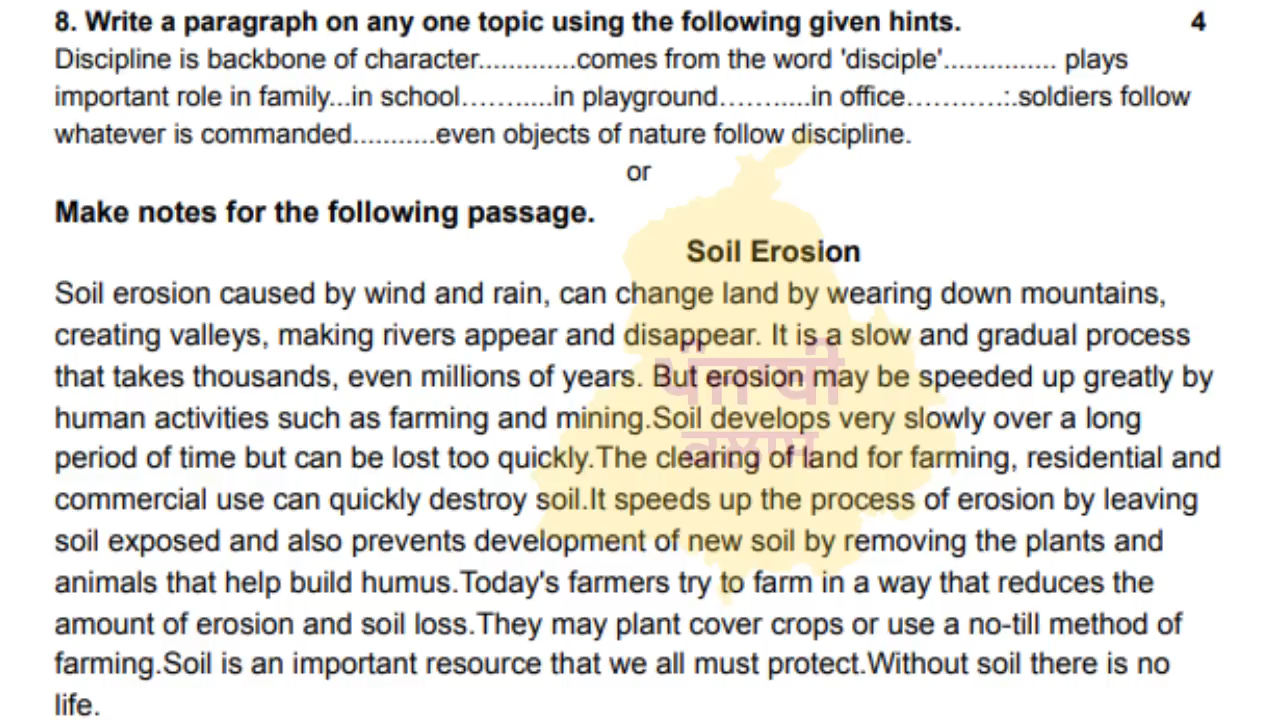 8. Write a paragraph on any one topic using the following given hints. 4
Discipline is backbone of character.............comes from the word 'disciple'............... plays
important role in family...in school…….....in playground…….....in office………..:.soldiers follow
whatever is commanded...........even objects of nature follow discipline.
or
Make notes for the following passage.
Soil Erosion
Soil erosion caused by wind and rain, can change land by wearing down mountains,
creating valleys, making rivers appear and disappear. It is a slow and gradual process
that takes thousands, even millions of years. But erosion may be speeded up greatly by
human activities such as farming and mining.Soil develops very slowly over a long
period of time but can be lost too quickly.The clearing of land for farming, residential and
commercial use can quickly destroy soil.It speeds up the process of erosion by leaving
soil exposed and also prevents development of new soil by removing the plants and
animals that help build humus.Today's farmers try to farm in a way that reduces the
amount of erosion and soil loss.They may plant cover crops or use a no-till method of
farming.Soil is an important resource that we all must protect.Without soil there is no
life.